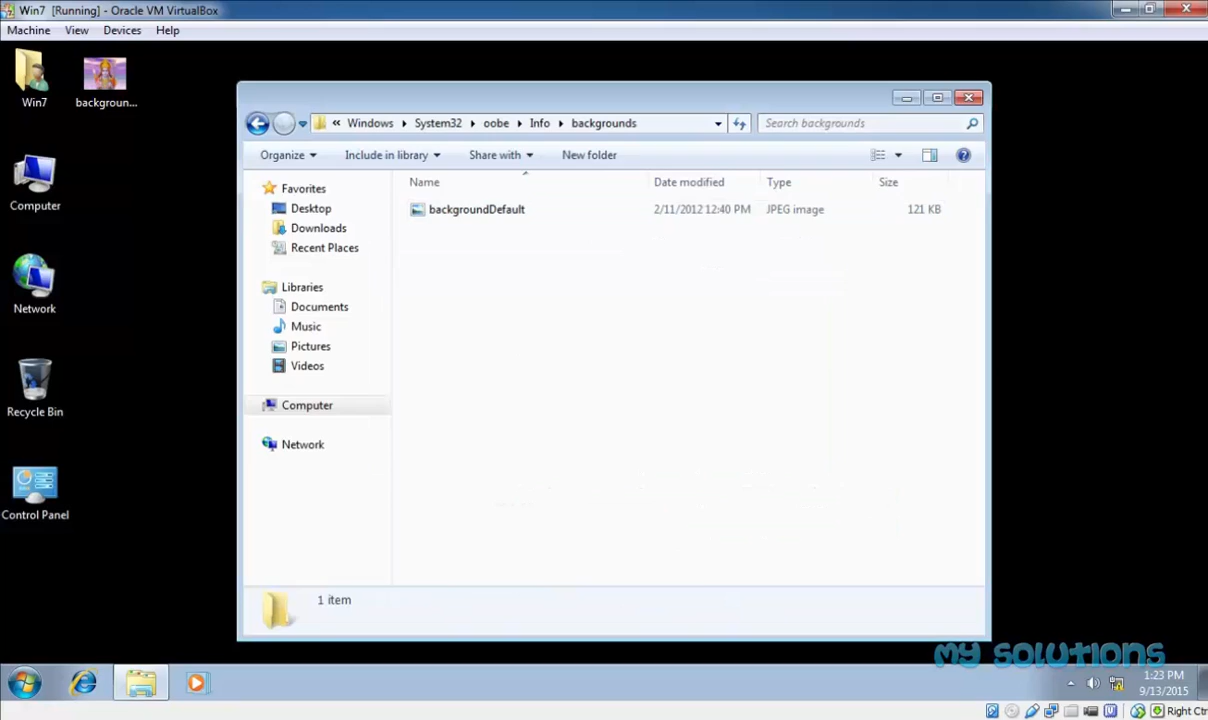 Win7 [Running] - Oracle VM VirtualBox
Machine View Devices Help
Win7
backgroun...
Computer
Network
Recycle Bin
Control Panel
« Windows System32 oobe Info backgrounds
Search backgrounds
Organize Include in library Share with New folder
Name Date modified Type Size
backgroundDefault 2/11/2012 12:40 PM JPEG image 121 KB
Favorites
Desktop
Downloads
Recent Places
Libraries
Documents
Music
Pictures
Videos
Computer
Network
1 item
my solutions
1:23 PM
9/13/2015
Right Ctr